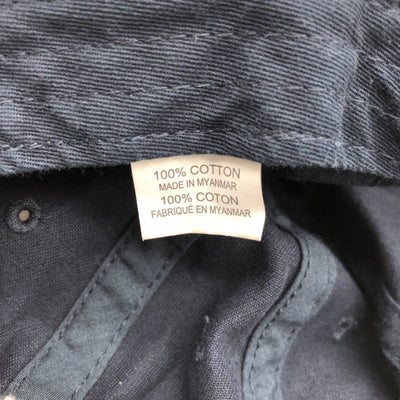 100% COTTON
MADE IN MYANMAR
100% COTON
FABRIQUÉ EN MYANMAR